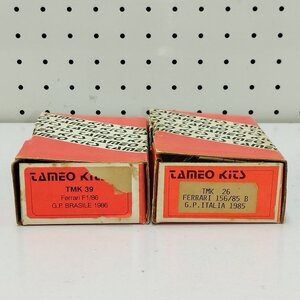 TAMEO KITS
TMK 39
Ferrari F1/86
G.P. BRASILE 1986
TAMEO KITS
TMK 26
FERRARI 156/85 B
G.P.ITALIA 1985